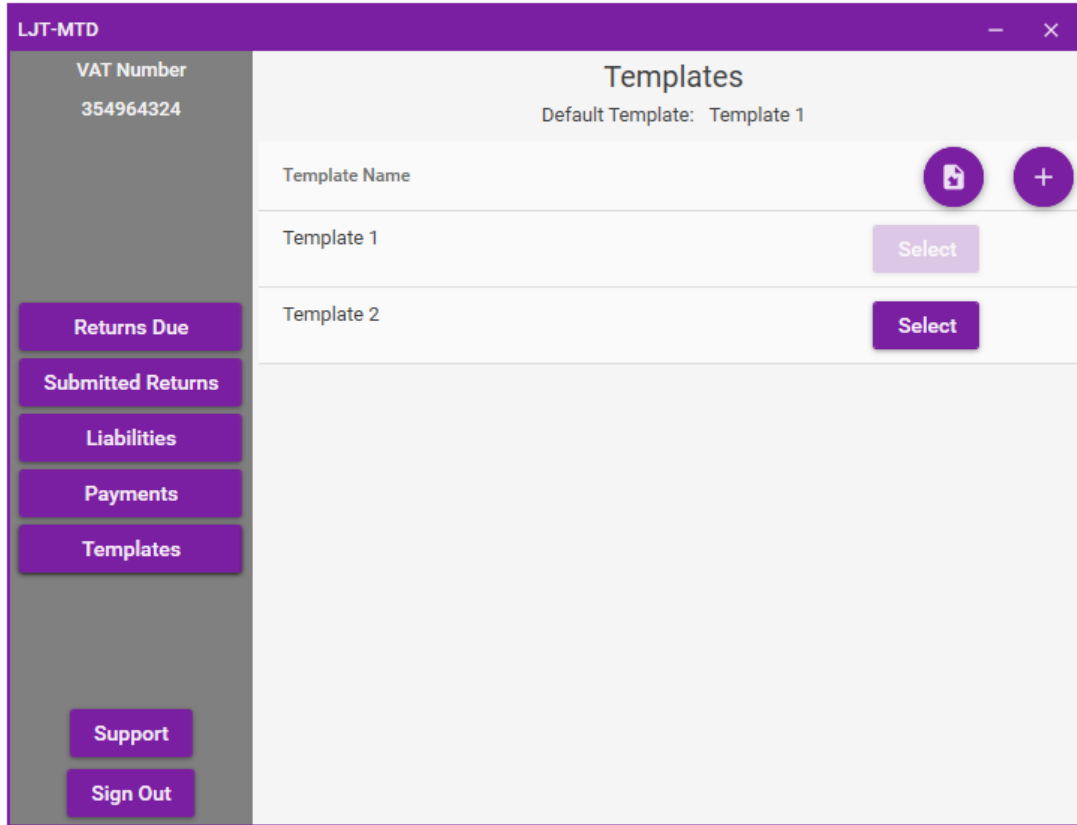 LJT-MTD
VAT Number
354964324
Returns Due
Submitted Returns
Liabilities
Payments
Templates
Support
Sign Out
Templates
Default Template: Template 1
Template Name
Template 1
Select
Template 2
Select